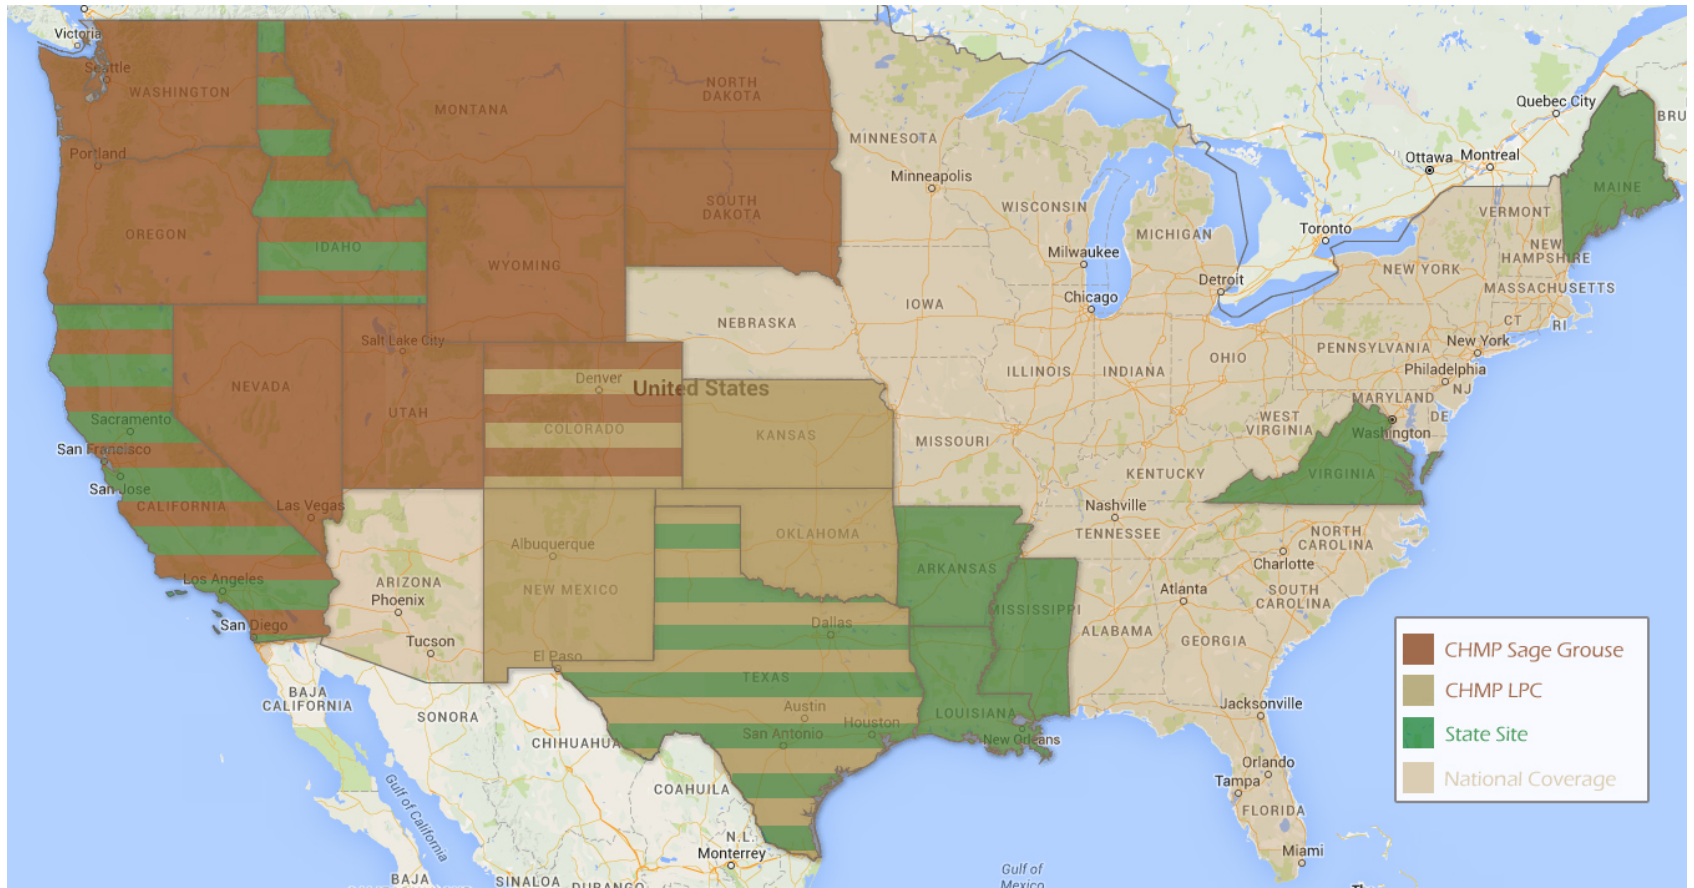 Victoria
Seattle
WASHINGTON
Portland
OREGON
IDAHO
MONTANA
NORTH
DAKOTA
SOUTH
DAKOTA
WYOMING
MINNESOTA
Minneapolis
WISCONSIN
Milwaukee
MICHIGAN
Detroit
Chicago
IOWA
NEBRASKA
Quebec City
BRU
Ottawa
Montreal
Toronto
MAINE
VERMONT
NEW
HAMPSHIRE
NEW YORK
MASSACHUSETTS
CT
RI
New York
PENNSYLVANIA
Philadelphia
NJ
MARYLAND
DE
Washington
OHIO
INDIANA
ILLINOIS
WEST
VIRGINIA
VIRGINIA
KENTUCKY
MISSOURI
Salt Lake City
NEVADA
UTAH
Denver
United States
COLORADO
KANSAS
Sacramento
San Francisco
San Jose
CALIFORNIA
Las Vegas
Los Angeles
San Diego
ARIZONA
Phoenix
Tucson
Albuquerque
NEW MEXICO
El Paso
OKLAHOMA
ARKANSAS
Nashville
TENNESSEE
NORTH
CAROLINA
Charlotte
SOUTH
CAROLINA
Atlanta
GEORGIA
ALABAMA
MISSISSIPPI
Dallas
TEXAS
Austin
Houston
San Antonio
LOUISIANA
New Orleans
Jacksonville
Orlando
Tampa
FLORIDA
Miami
BAJA
CALIFORNIA
SONORA
CHIHUAHUA
COAHUILA
N.L.
Monterrey
Gulf of California
BAJA
SINALOA
DURANGO
Gulf of
Mexico
The
CHMP Sage Grouse
CHMP LPC
State Site
National Coverage